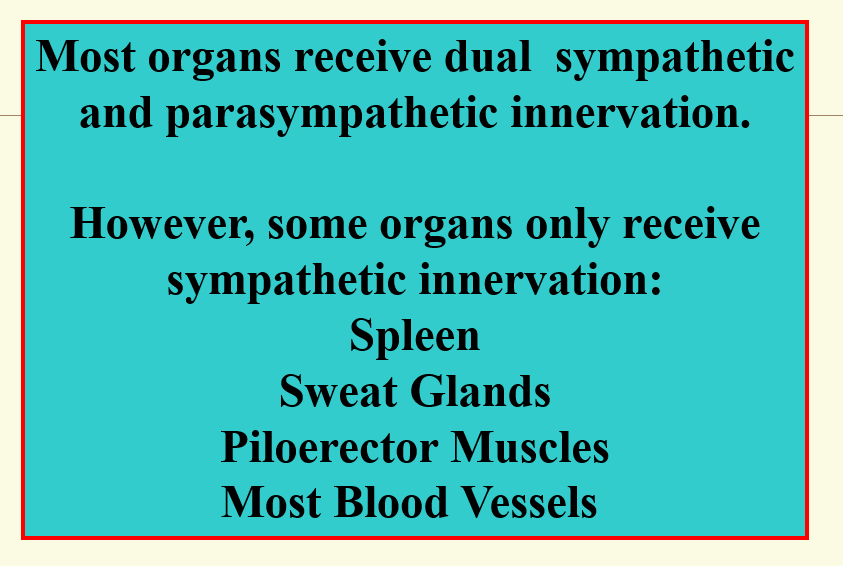 Most organs receive dual  sympathetic
and parasympathetic innervation.
However, some organs only receive
sympathetic innervation:
Spleen
Sweat Glands
Piloerector Muscles
Most Blood Vessels